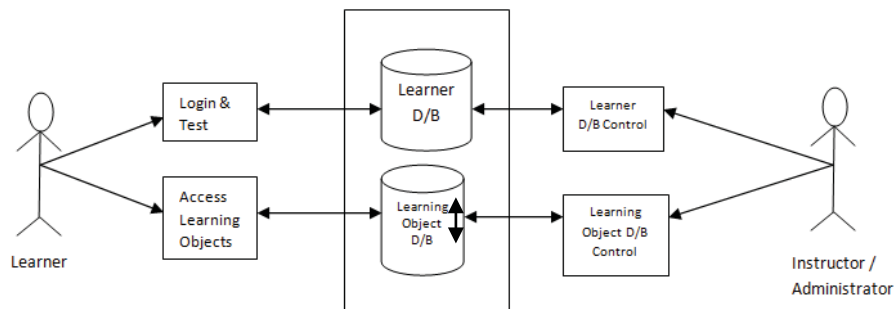 Login &
Test
Learner
D/B
Learner
D/B Control
Access
Learning
Objects
Learning
Object
D/B
Learning
Object D/B
Control
Learner
Instructor /
Administrator